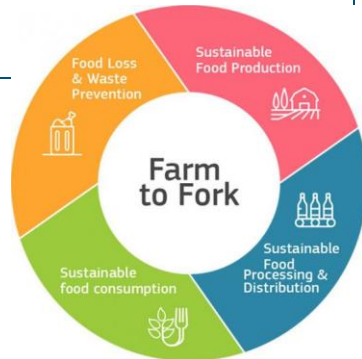 Food Loss
& Waste
Prevention
Sustainable
Food Production
Farm
to Fork
Sustainable
Food
Processing &
Distribution
Sustainable
food consumption